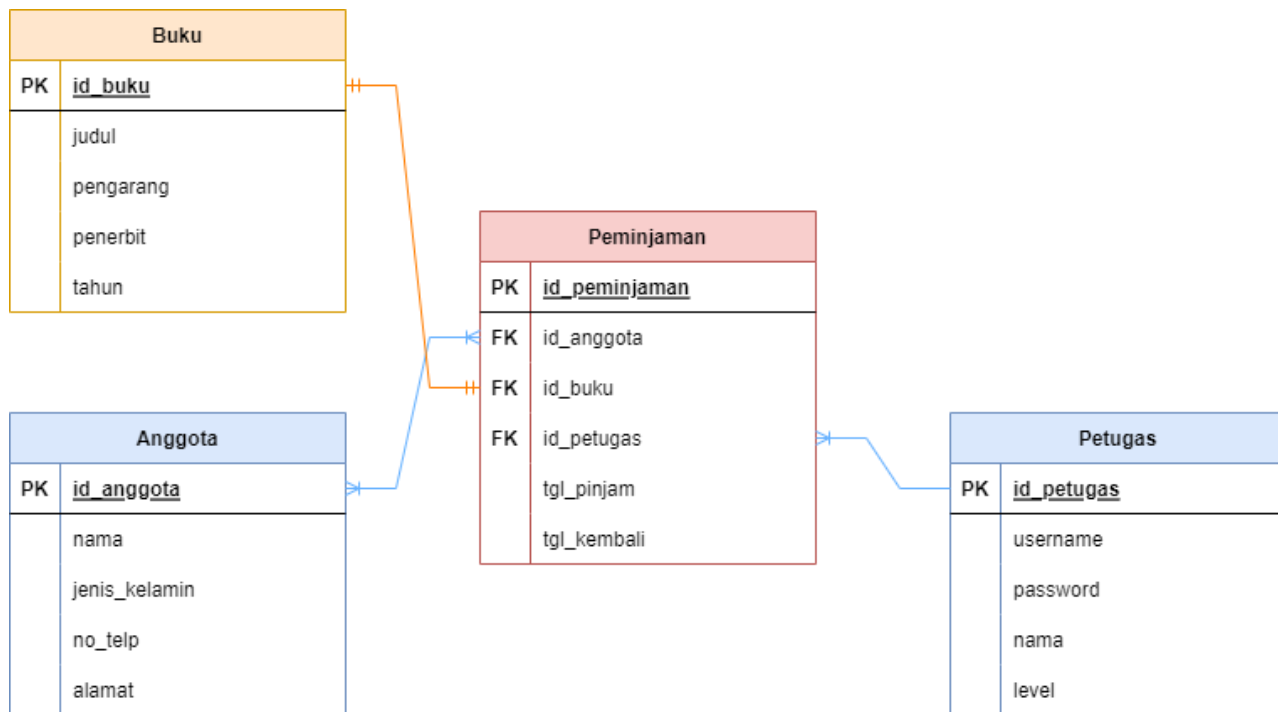 Buku
PK id_buku
judul
pengarang
penerbit
tahun
Peminjaman
PK id_peminjaman
FK id_anggota
FK id_buku
FK id_petugas
tgl_pinjam
tgl_kembali
Anggota
PK id_anggota
nama
jenis_kelamin
no_telp
alamat
Petugas
PK id_petugas
username
password
nama
level